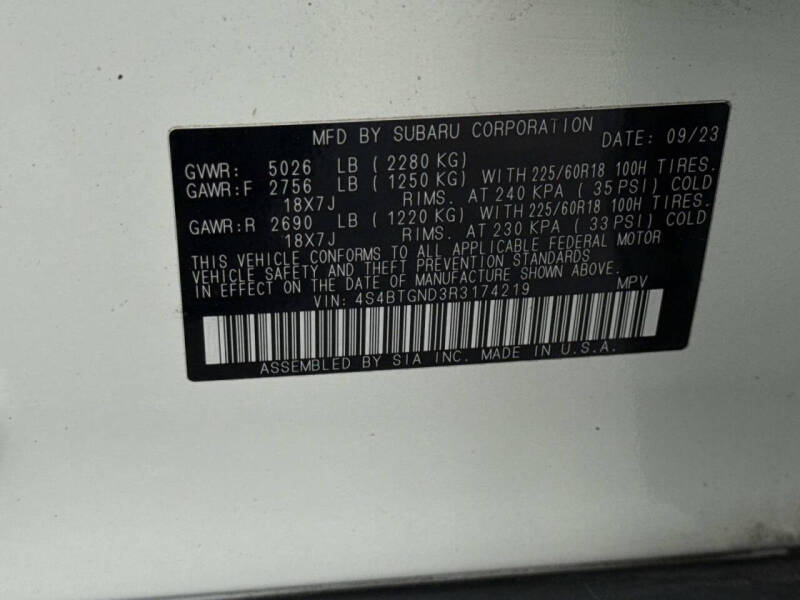 MFD BY SUBARU CORPORATION DATE: 09/23
GVWR: 5026 LB (2280 KG)
GAWR:F 2756 LB (1250 KG) WITH 225/60R18 100H TIRES.
18X7J RIMS. AT 240 KPA (35 PSI) COLD
GAWR:R 2690 LB (1220 KG) WITH 225/60R18 100H TIRES.
18X7J RIMS. AT 230 KPA (33 PSI) COLD
THIS VEHICLE CONFORMS TO ALL APPLICABLE FEDERAL MOTOR
VEHICLE SAFETY AND THEFT PREVENTION STANDARDS
IN EFFECT ON THE DATE OF MANUFACTURE SHOWN ABOVE.
VIN: 4S4BTGND3R3174219 MPV
ASSEMBLED BY SIA INC. MADE IN U.S.A.